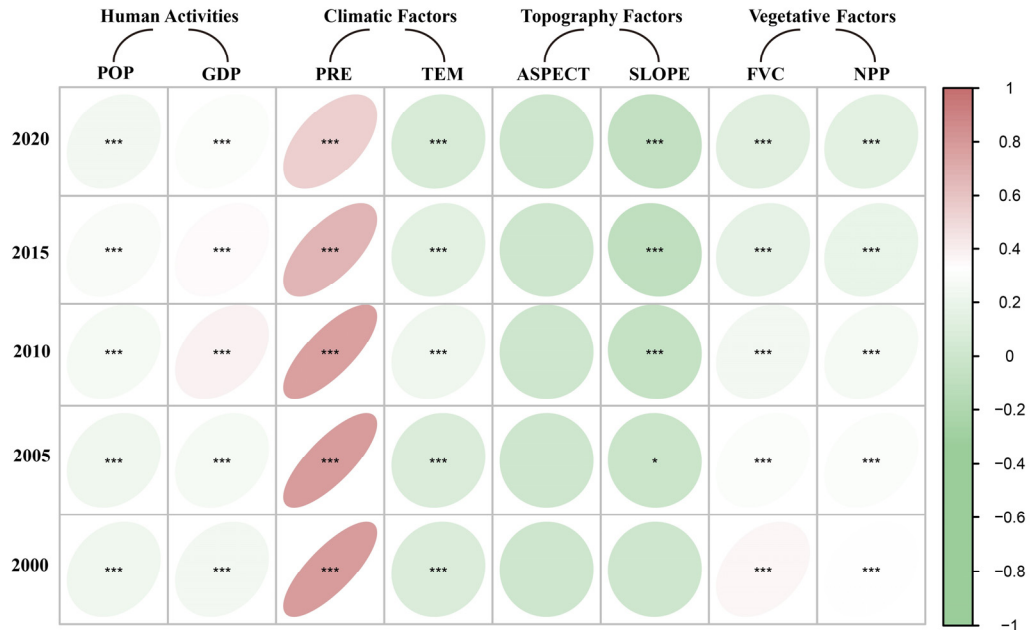 Human Activities Climatic Factors Topography Factors Vegetative Factors
POP GDP PRE TEM ASPECT SLOPE FVC NPP
1
2020 *** *** *** *** *** *** ***
0.8
0.6
2015 *** *** *** *** *** *** ***
0.4
0.2
2010 *** *** *** *** *** *** ***
0
−0.2
−0.4
2005 *** *** *** *** * *** ***
−0.6
2000 *** *** *** *** *** ***
−0.8
−1